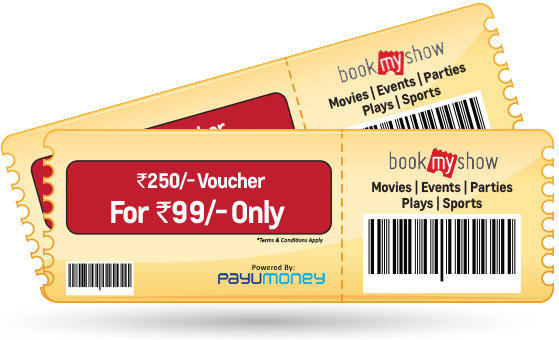 bookmyshow
Movies | Events | Parties
Plays | Sports
Voucher
₹250/- Voucher
For ₹99/- Only
*Terms & Conditions Apply
Powered By:
PayUmoney
bookmyshow
Movies | Events | Parties
Plays | Sports